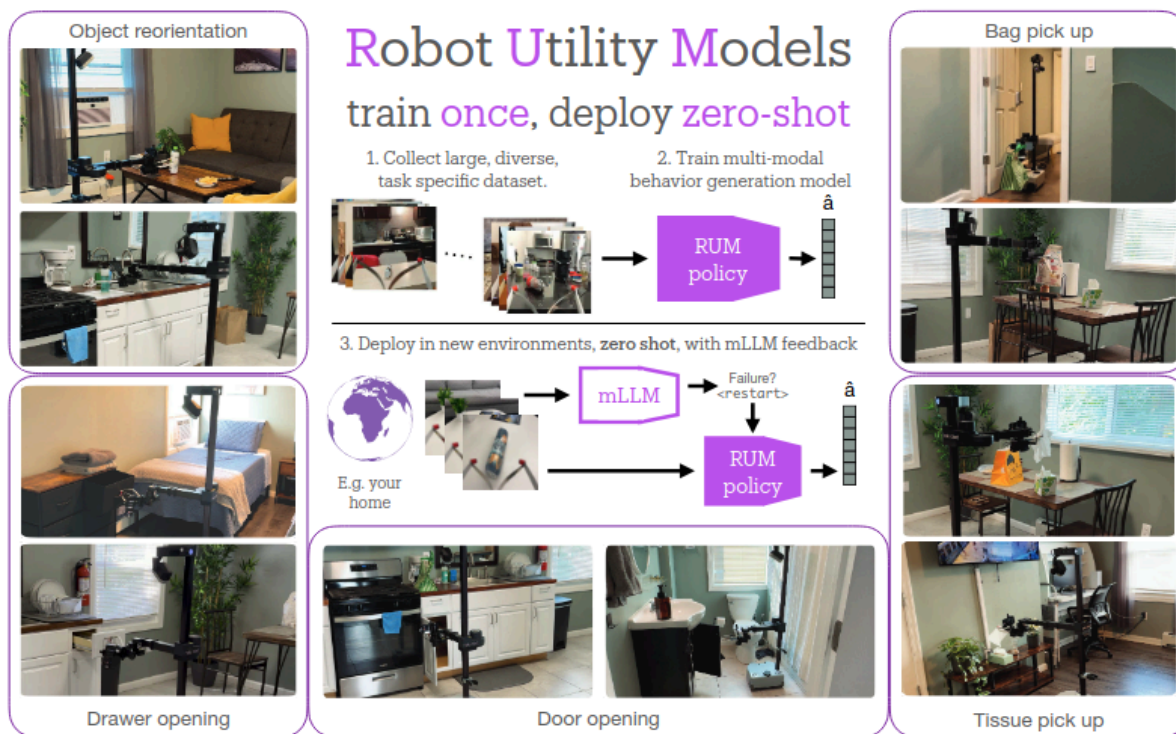 Object reorientation
Robot Utility Models
train once, deploy zero-shot
Bag pick up
1. Collect large, diverse,
task specific dataset.
2. Train multi-modal
behavior generation model
â
RUM
policy
3. Deploy in new environments, zero shot, with mLLM feedback
mLLM
Failure?
<restart>
â
RUM
policy
E.g. your
home
Drawer opening
Door opening
Tissue pick up